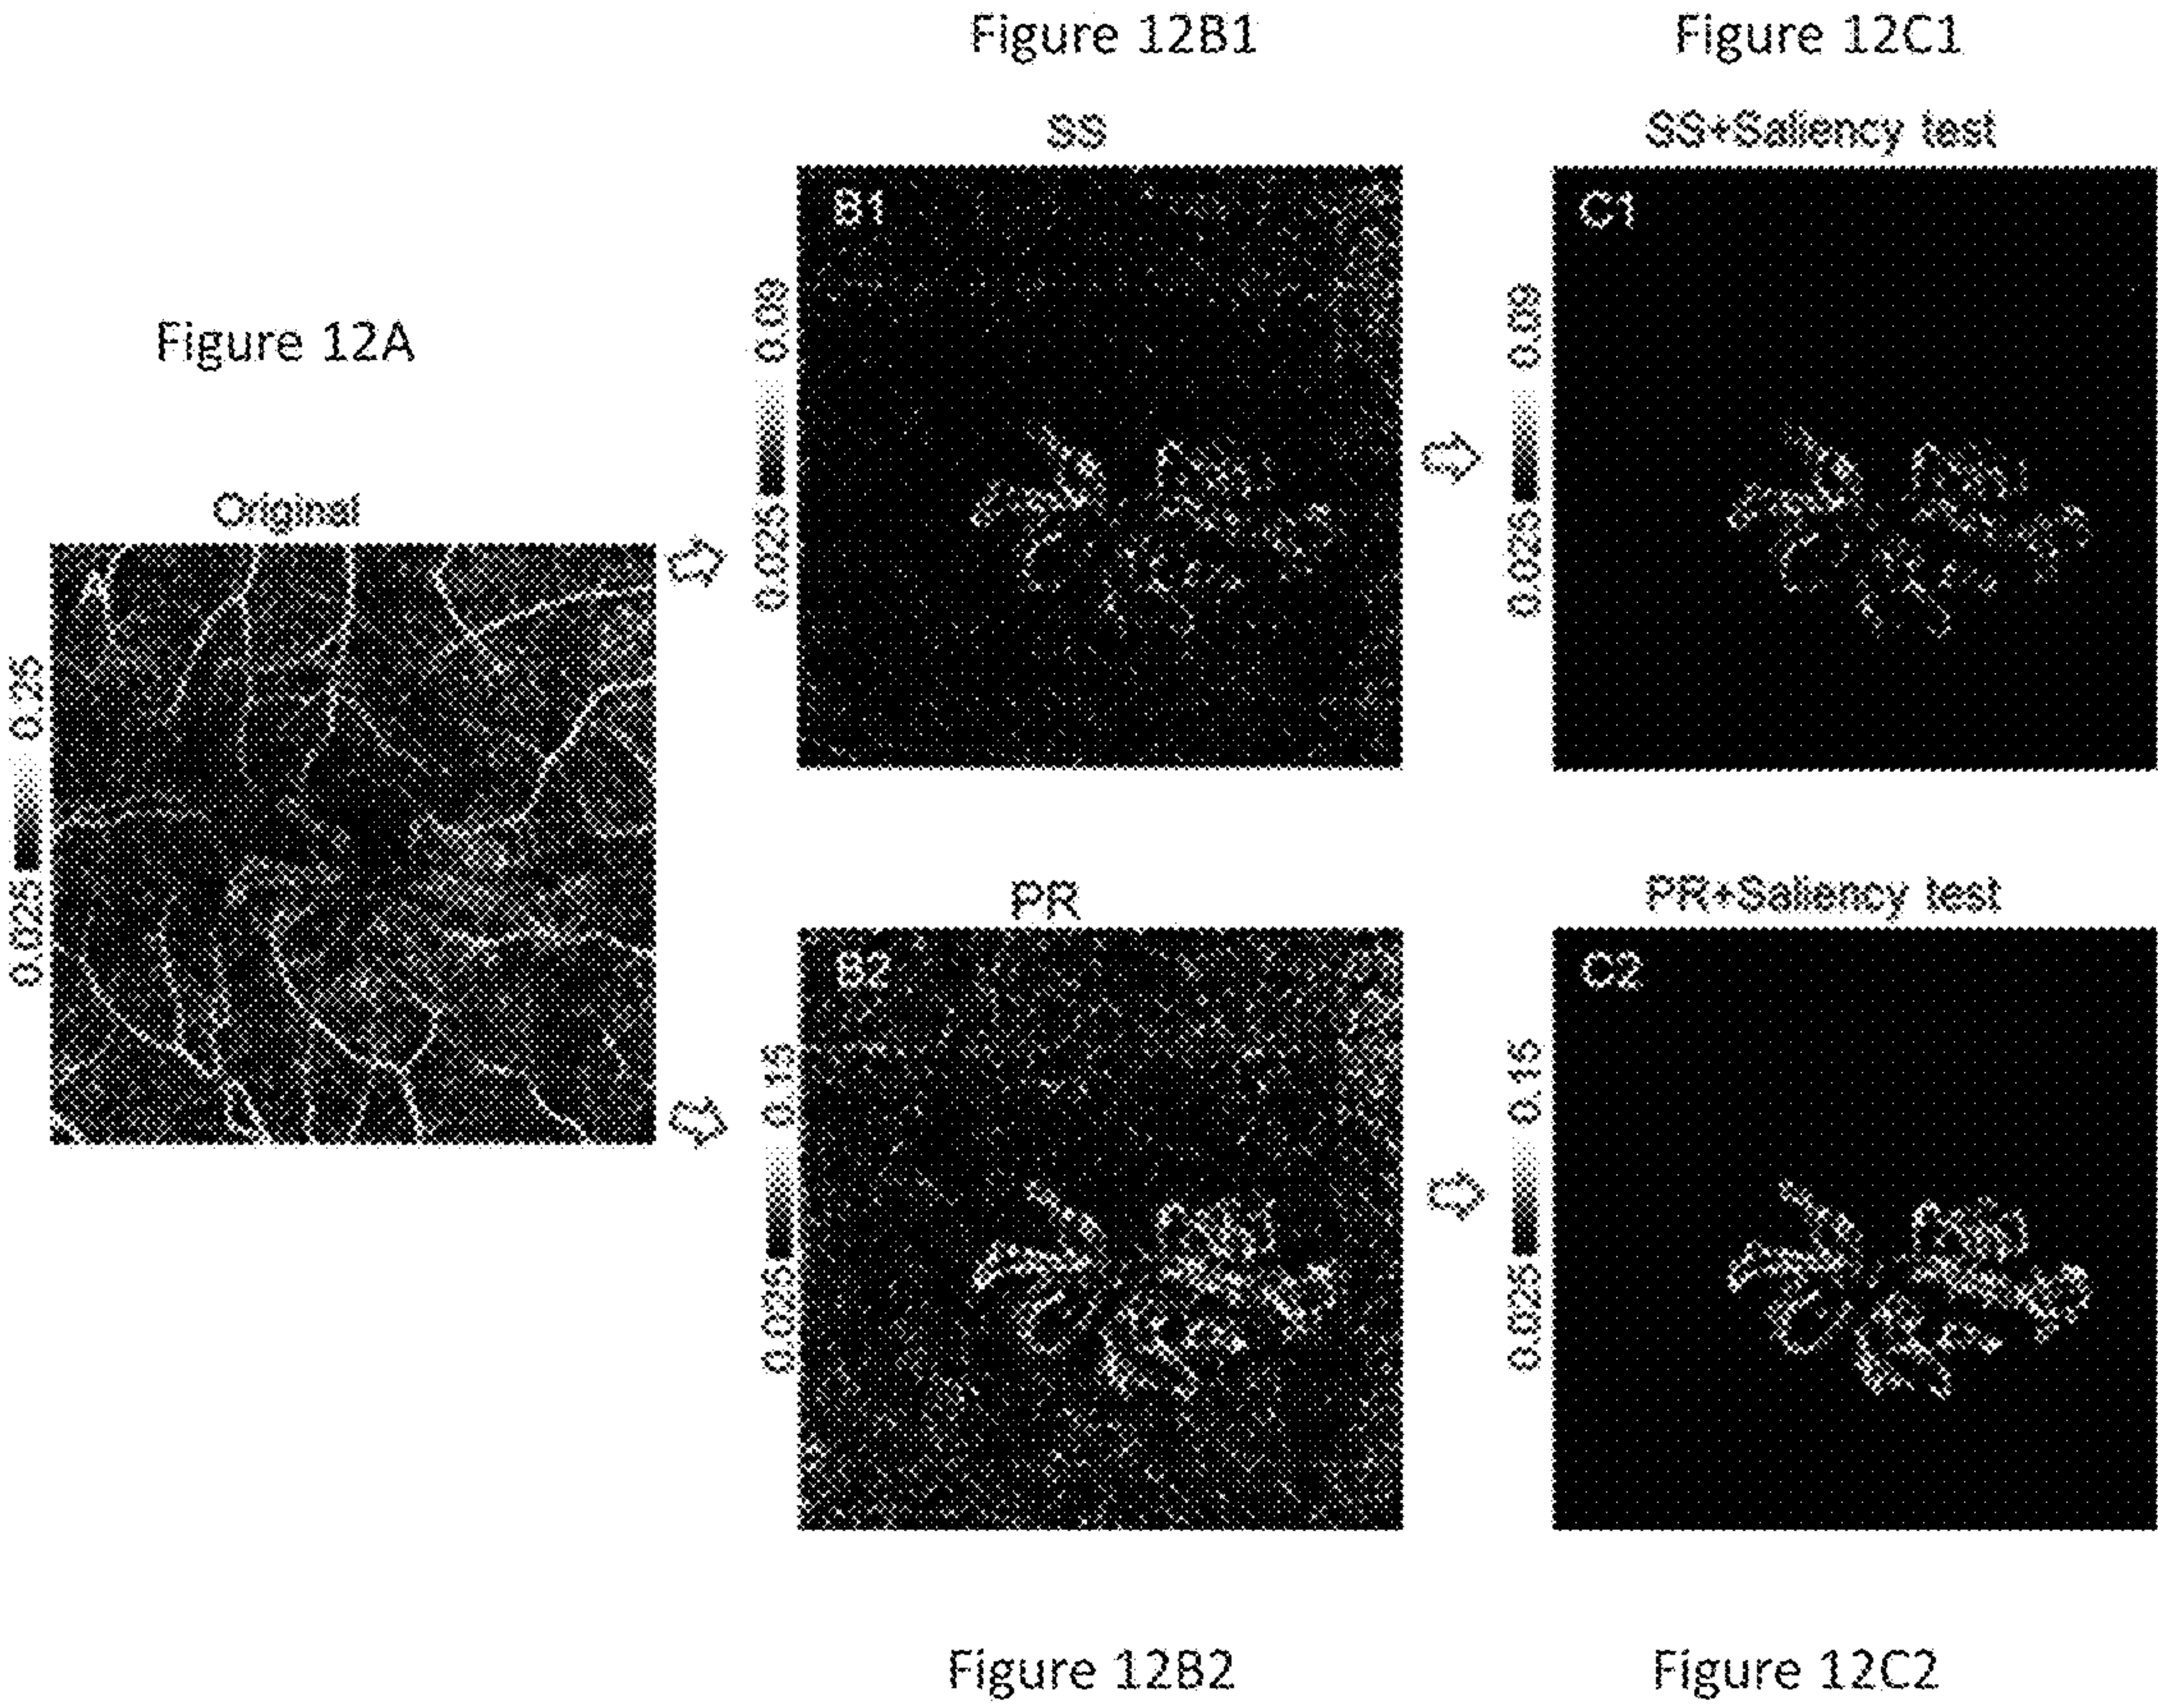 Figure 12B1
Figure 12C1
SS
SS+Saliency test
B1
C1
0.025 0.09
0.025 0.09
Figure 12A
Original
A
0.025 0.25
PR
PR+Saliency test
B2
C2
0.025 0.15
0.025 0.15
Figure 12B2
Figure 12C2